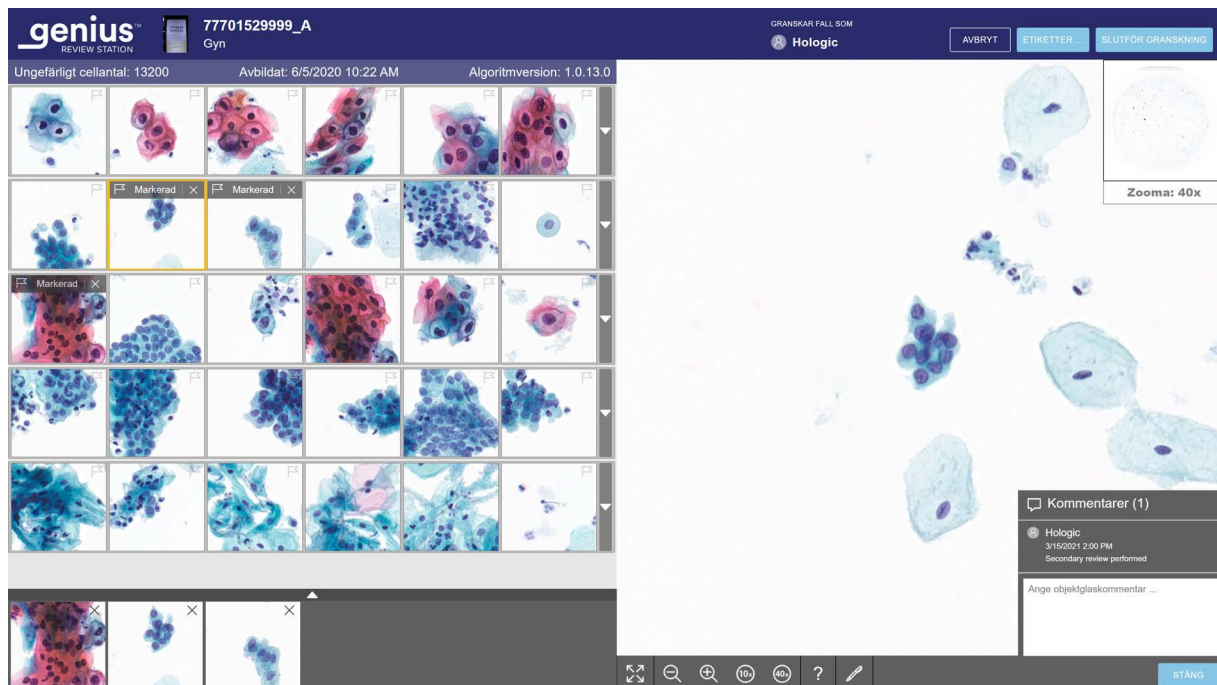 genius™
REVIEW STATION
77701529999_A
Gyn
GRANSKAR FALL SOM
Hologic
AVBRYT
ETIKETTER ...
SLUTFÖR GRANSKNING
Ungefärligt cellantal: 13200
Avbildat: 6/5/2020 10:22 AM
Algoritmversion: 1.0.13.0
Zooma: 40x
Markerad
Markerad
Markerad
Kommentarer (1)
Hologic
3/15/2021 2:00 PM
Secondary review performed
Ange objektglaskommentar ...
10x
40x
?
STÄNG